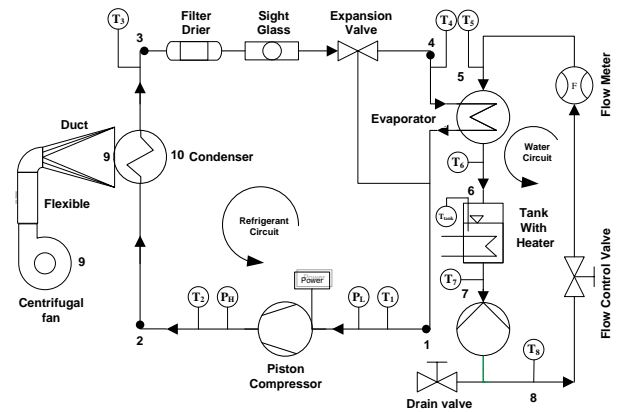 T3
3
Filter
Drier
Sight
Glass
Expansion
Valve
4
T4
T5
5
F
Flow Meter
Evaporator
Duct
9
10 Condenser
T6
Water
Circuit
6
Flexible
Ttank
Tank
With
Heater
Refrigerant
Circuit
9
Centrifugal
fan
Power
T7
7
Flow Control Valve
T2
PH
PL
T1
2
1
Piston
Compressor
T8
8
Drain valve